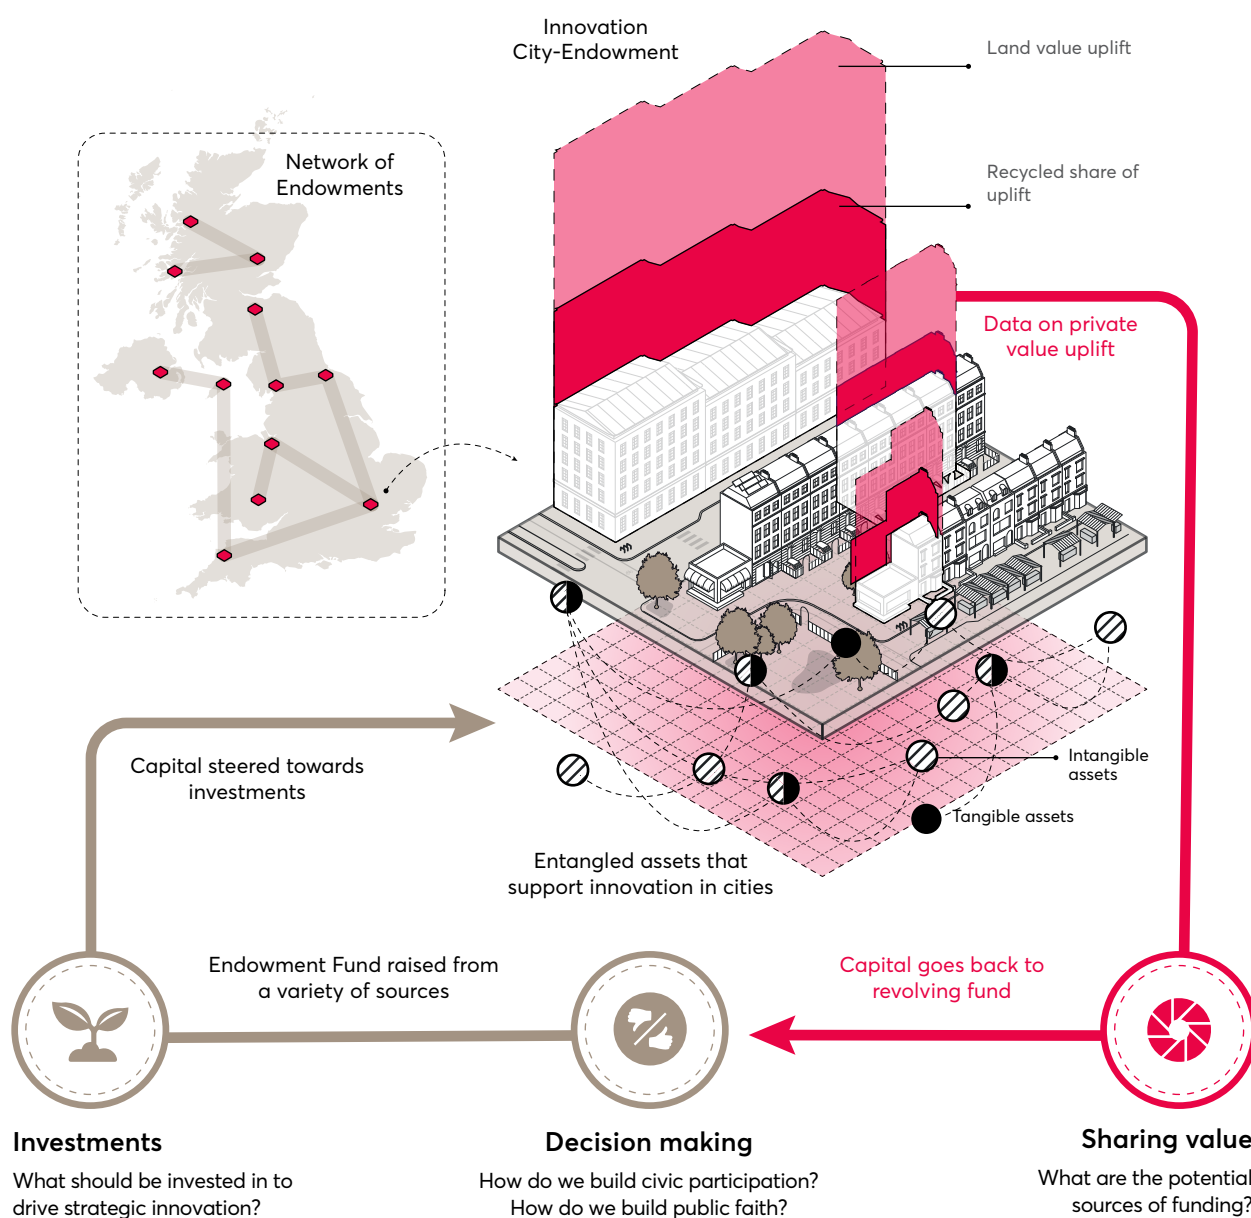 Innovation
City-Endowment
Land value uplift
Network of
Endowments
Recycled share of
uplift
Data on private
value uplift
Capital steered towards
investments
Intangible
assets
Tangible assets
Entangled assets that
support innovation in cities
Endowment Fund raised from
a variety of sources
Capital goes back to
revolving fund
Investments
What should be invested in to
drive strategic innovation?
Decision making
How do we build civic participation?
How do we build public faith?
Sharing value
What are the potential
sources of funding?